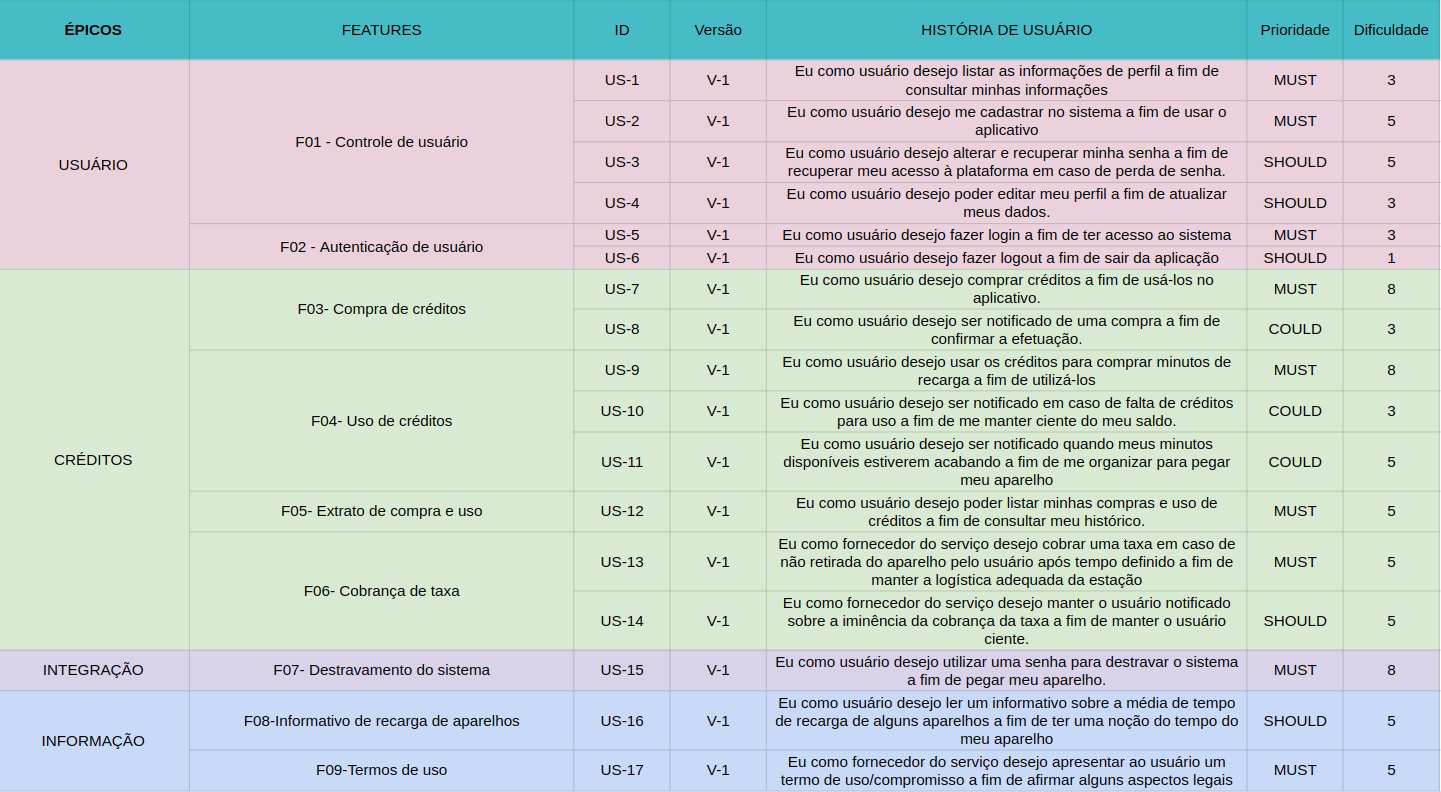 ÉPICOS FEATURES ID Versão HISTÓRIA DE USUÁRIO Prioridade Dificuldade
USUÁRIO
F01 - Controle de usuário
US-1 V-1 Eu como usuário desejo listar as informações de perfil a fim de
consultar minhas informações MUST 3
US-2 V-1 Eu como usuário desejo me cadastrar no sistema a fim de usar o
aplicativo MUST 5
US-3 V-1 Eu como usuário desejo alterar e recuperar minha senha a fim de
recuperar meu acesso à plataforma em caso de perda de senha. SHOULD 5
US-4 V-1 Eu como usuário desejo poder editar meu perfil a fim de atualizar
meus dados. SHOULD 3
F02 - Autenticação de usuário
US-5 V-1 Eu como usuário desejo fazer login a fim de ter acesso ao sistema MUST 3
US-6 V-1 Eu como usuário desejo fazer logout a fim de sair da aplicação SHOULD 1
CRÉDITOS
F03- Compra de créditos
US-7 V-1 Eu como usuário desejo comprar créditos a fim de usá-los no
aplicativo. MUST 8
US-8 V-1 Eu como usuário desejo ser notificado de uma compra a fim de
confirmar a efetuação. COULD 3
F04- Uso de créditos
US-9 V-1 Eu como usuário desejo usar os créditos para comprar minutos de
recarga a fim de utilizá-los MUST 8
US-10 V-1 Eu como usuário desejo ser notificado em caso de falta de créditos
para uso a fim de me manter ciente do meu saldo. COULD 3
US-11 V-1 Eu como usuário desejo ser notificado quando meus minutos
disponíveis estiverem acabando a fim de me organizar para pegar
meu aparelho COULD 5
F05- Extrato de compra e uso
US-12 V-1 Eu como usuário desejo poder listar minhas compras e uso de
créditos a fim de consultar meu histórico. MUST 5
F06- Cobrança de taxa
US-13 V-1 Eu como fornecedor do serviço desejo cobrar uma taxa em caso de
não retirada do aparelho pelo usuário após tempo definido a fim de
manter a logística adequada da estação MUST 5
US-14 V-1 Eu como fornecedor do serviço desejo manter o usuário notificado
sobre a iminência da cobrança da taxa a fim de manter o usuário
ciente. SHOULD 5
INTEGRAÇÃO
F07- Destravamento do sistema
US-15 V-1 Eu como usuário desejo utilizar uma senha para destravar o sistema
a fim de pegar meu aparelho. MUST 8
INFORMAÇÃO
F08-Informativo de recarga de aparelhos
US-16 V-1 Eu como usuário desejo ler um informativo sobre a média de tempo
de recarga de alguns aparelhos a fim de ter uma noção do tempo do
meu aparelho SHOULD 5
F09-Termos de uso
US-17 V-1 Eu como fornecedor do serviço desejo apresentar ao usuário um
termo de uso/compromisso a fim de afirmar alguns aspectos legais MUST 5